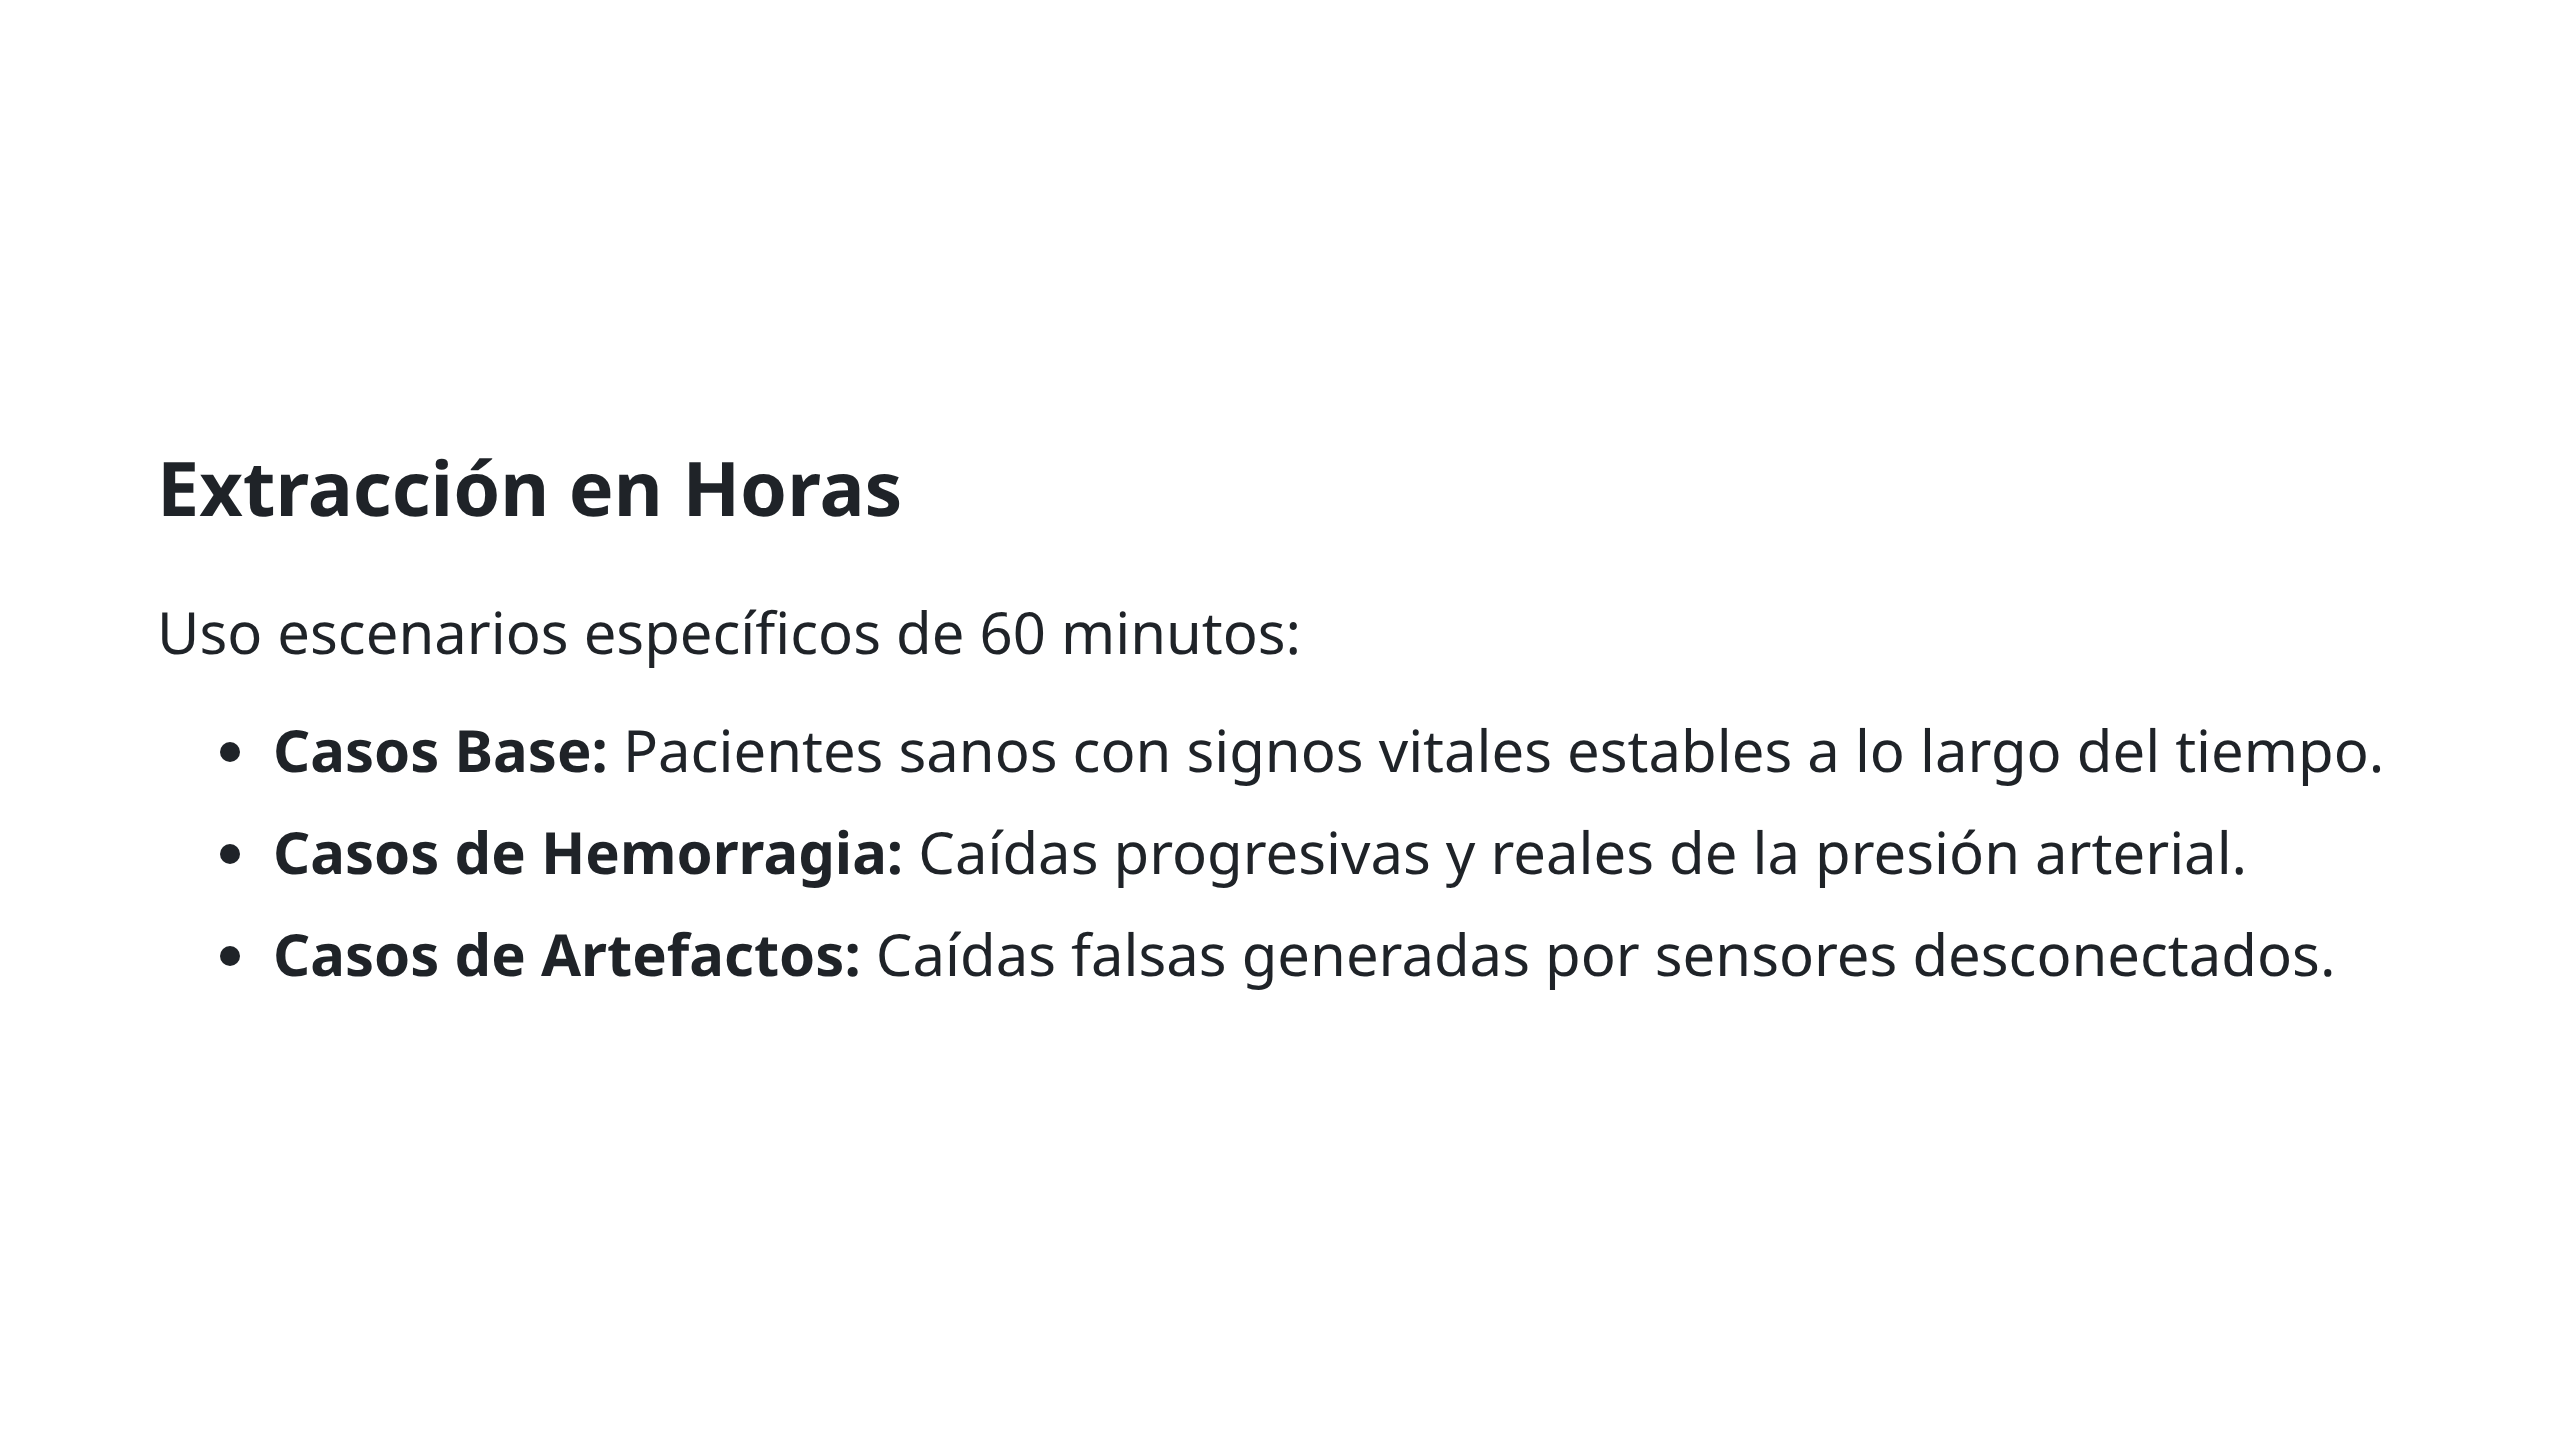 Extracción en Horas
Uso escenarios específicos de 60 minutos:
• Casos Base: Pacientes sanos con signos vitales estables a lo largo del tiempo.
• Casos de Hemorragia: Caídas progresivas y reales de la presión arterial.
• Casos de Artefactos: Caídas falsas generadas por sensores desconectados.